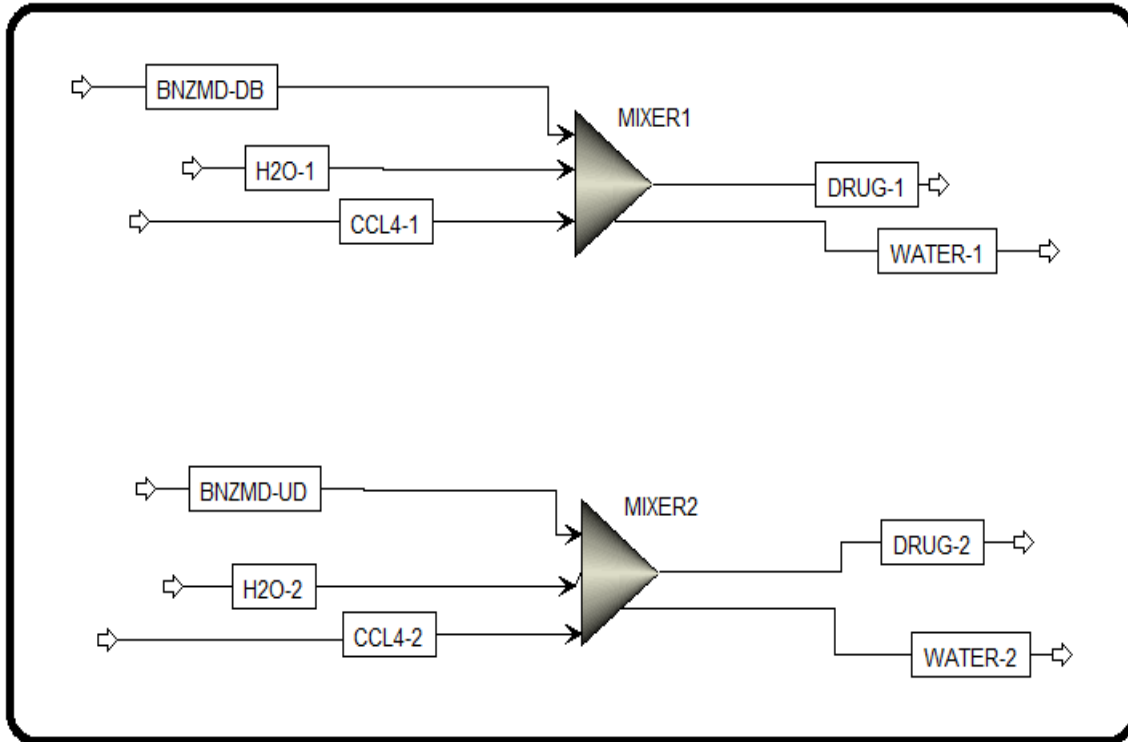 BNZMD-DB
MIXER1
H2O-1
DRUG-1
CCL4-1
WATER-1
BNZMD-UD
MIXER2
DRUG-2
H2O-2
CCL4-2
WATER-2